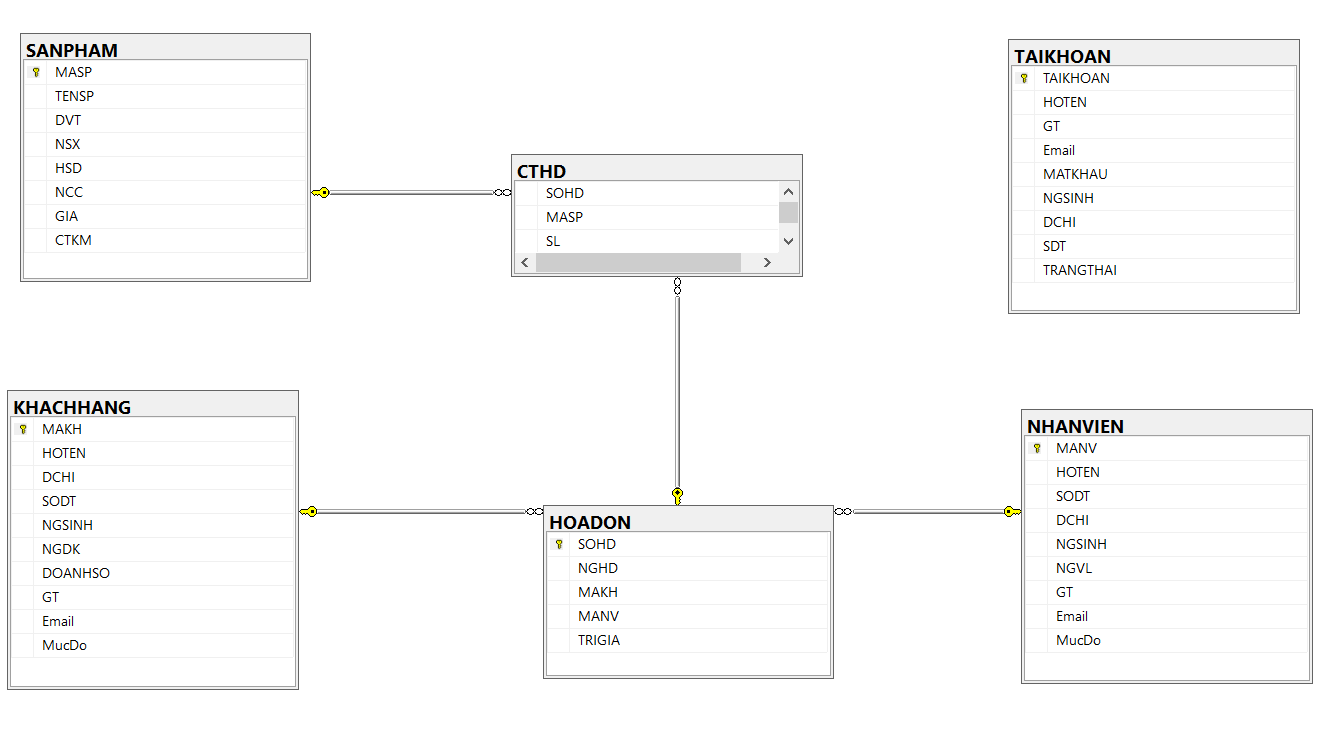 SANPHAM
MASP
TENSP
DVT
NSX
HSD
NCC
GIA
CTKM
CTHD
SOHD
MASP
SL
TAIKHOAN
TAIKHOAN
HOTEN
GT
Email
MATKHAU
NGSINH
DCHI
SDT
TRANGTHAI
KHACHHANG
MAKH
HOTEN
DCHI
SODT
NGSINH
NGDK
DOANHSO
GT
Email
MucDo
HOADON
SOHD
NGHD
MAKH
MANV
TRIGIA
NHANVIEN
MANV
HOTEN
SODT
DCHI
NGSINH
NGVL
GT
Email
MucDo